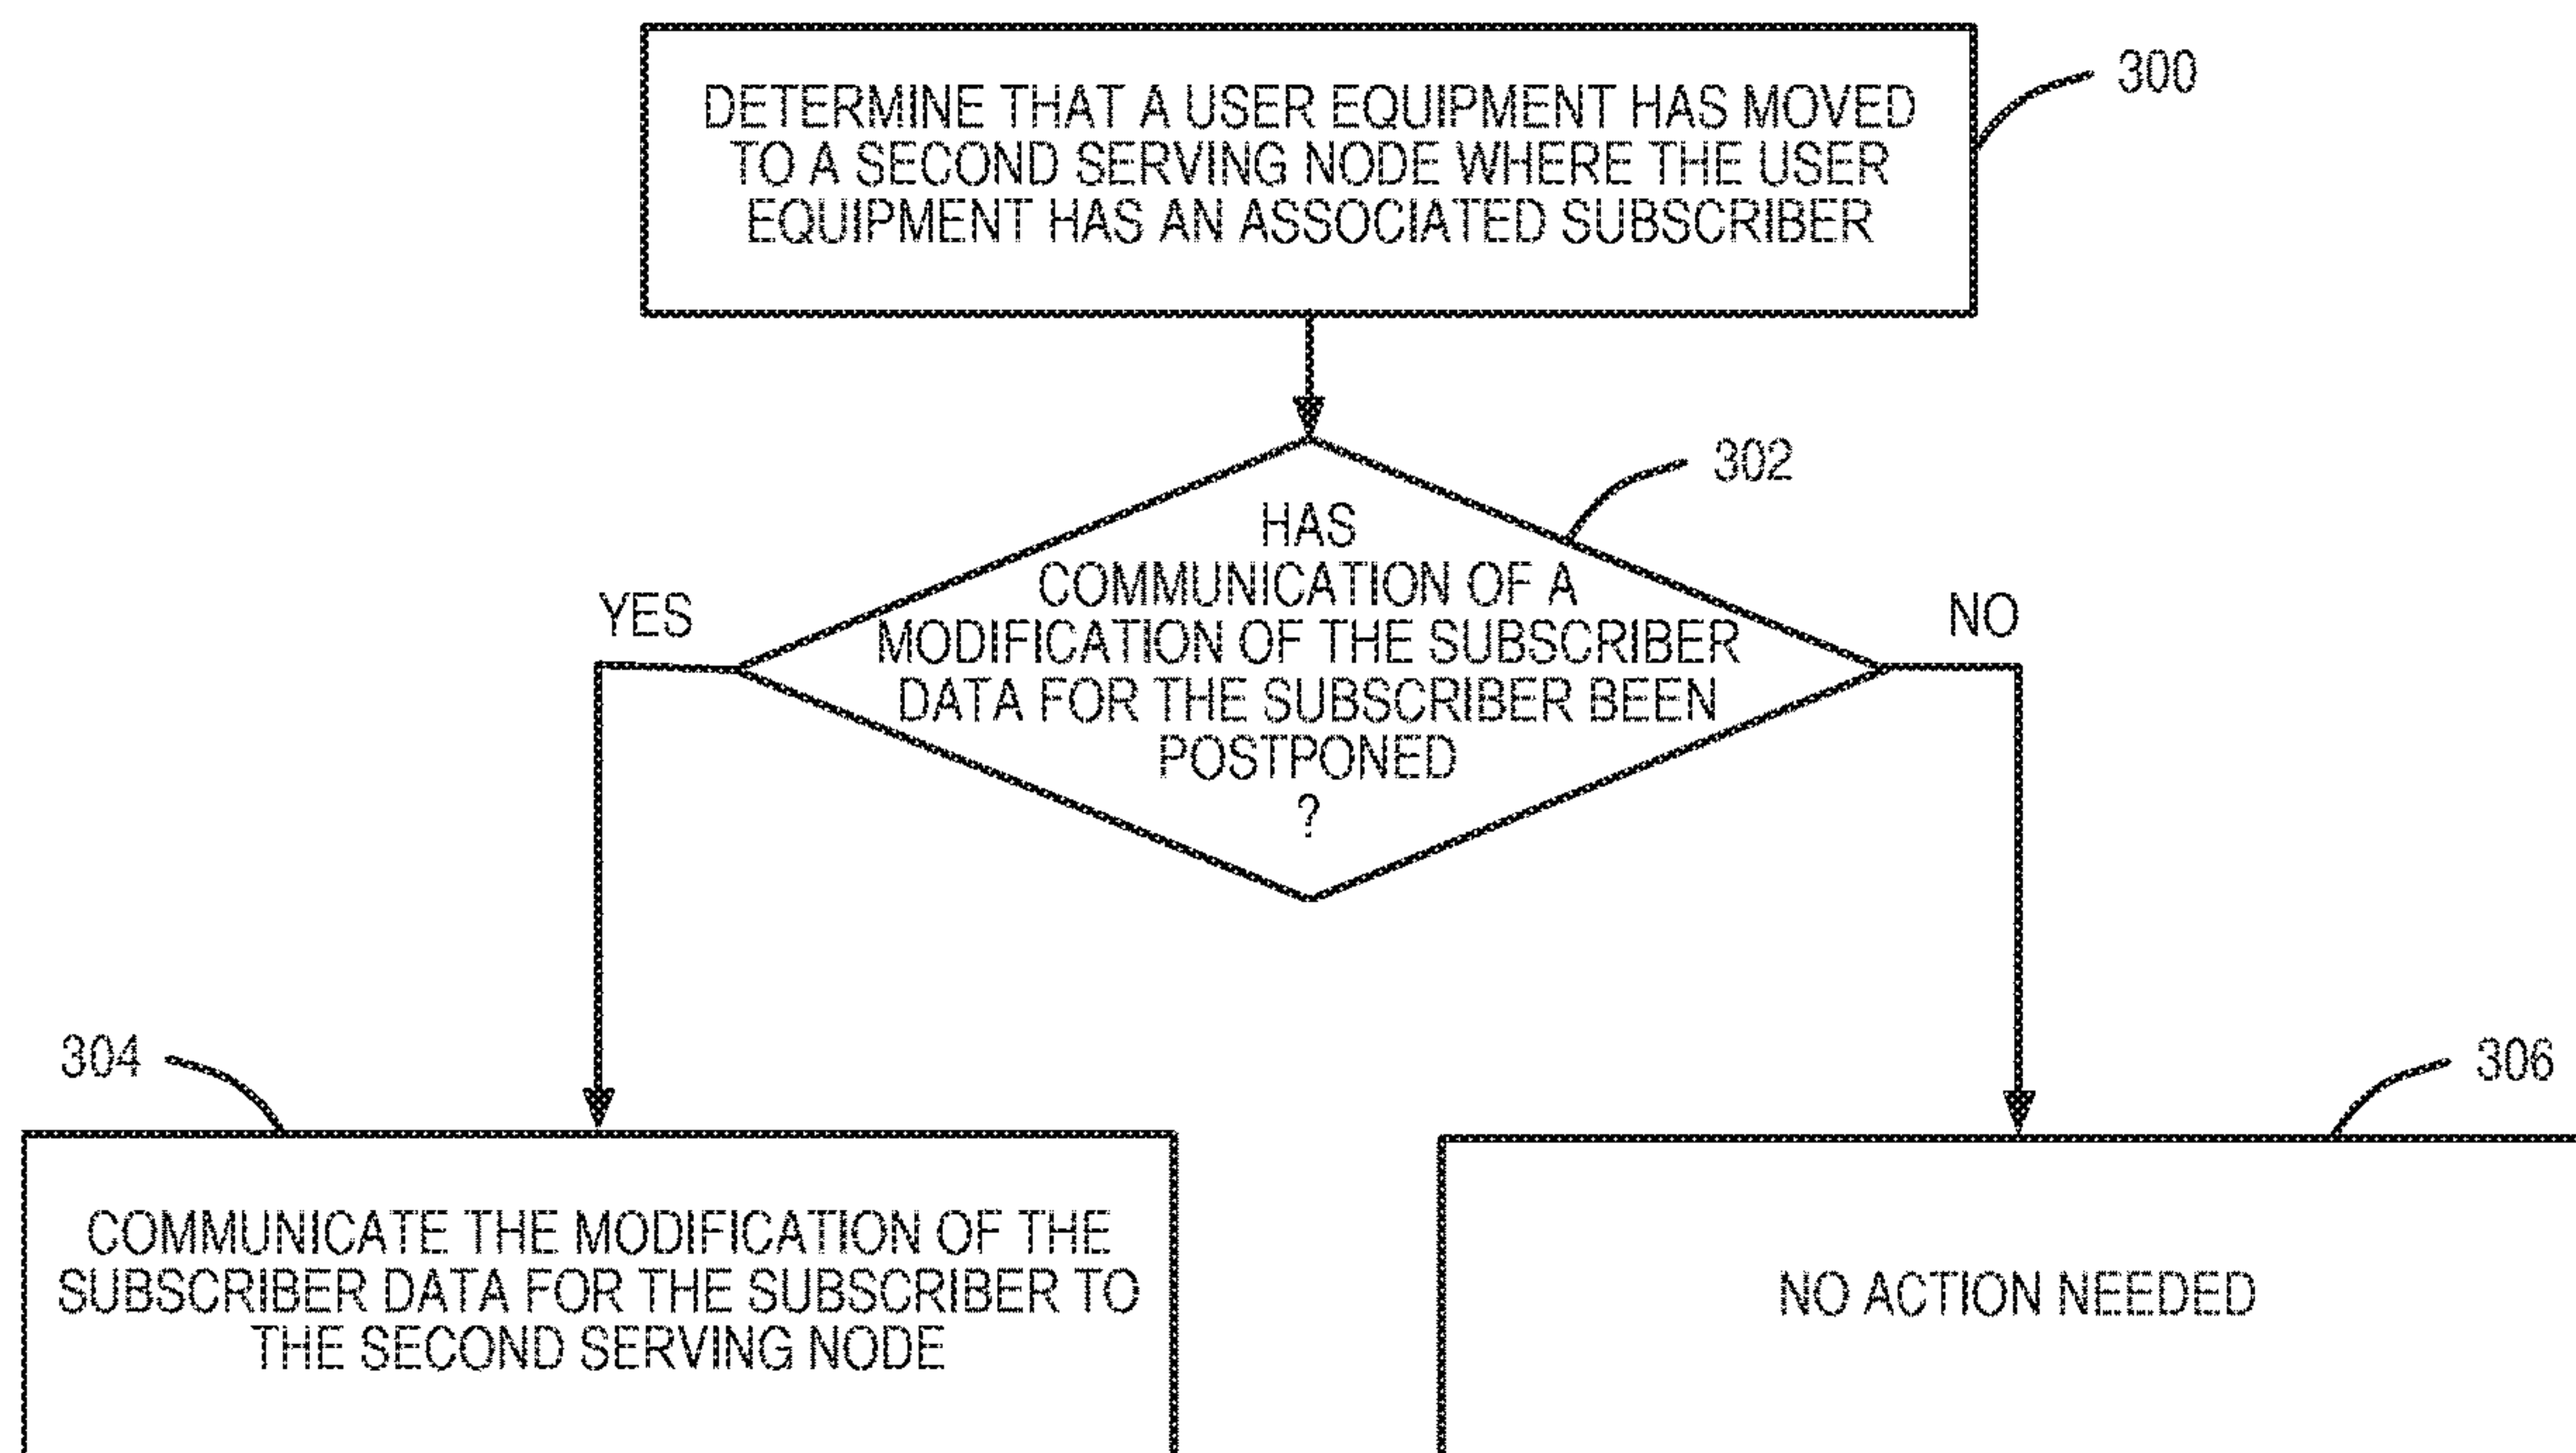 DETERMINE THAT A USER EQUIPMENT HAS MOVED
TO A SECOND SERVING NODE WHERE THE USER
EQUIPMENT HAS AN ASSOCIATED SUBSCRIBER
300
302
HAS
COMMUNICATION OF A
MODIFICATION OF THE SUBSCRIBER
DATA FOR THE SUBSCRIBER BEEN
POSTPONED
?
YES
NO
304
306
COMMUNICATE THE MODIFICATION OF THE
SUBSCRIBER DATA FOR THE SUBSCRIBER TO
THE SECOND SERVING NODE
NO ACTION NEEDED